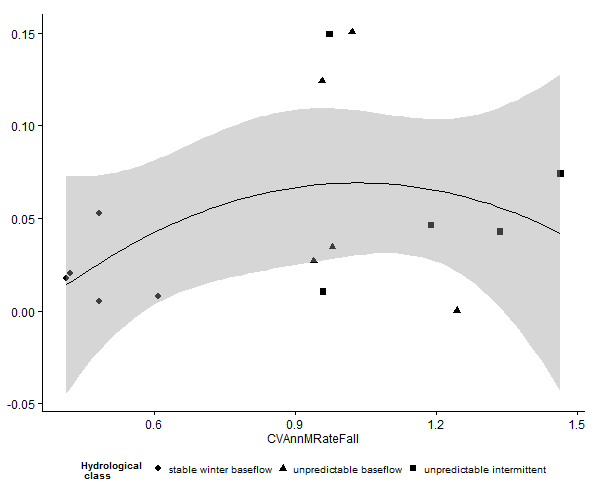 0.15
0.10
0.05
0.00
-0.05
0.6 0.9 1.2 1.5
CVAnnMRateFall
Hydrological
class
stable winter baseflow unpredictable baseflow unpredictable intermittent